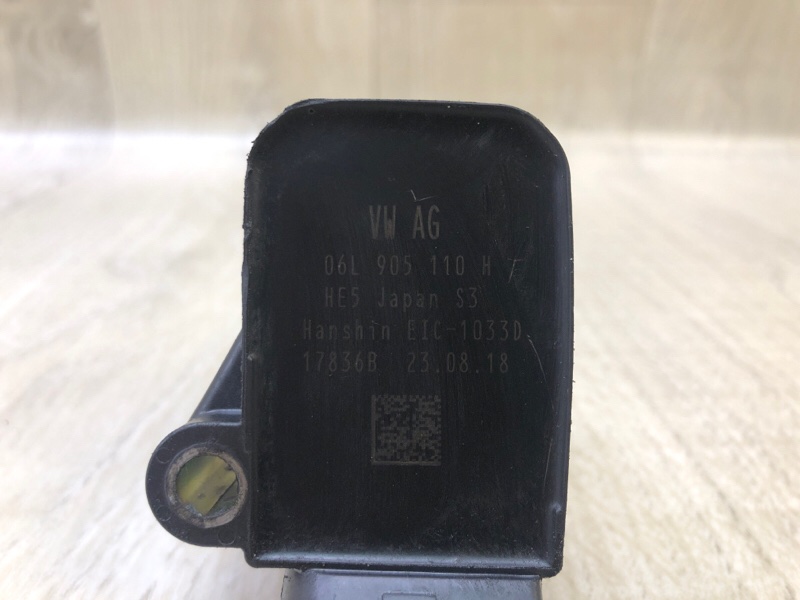 VW AG
06L 905 110 H
HE5 Japan S3
Hanshin EIC-1033D
17836B 23.08.18